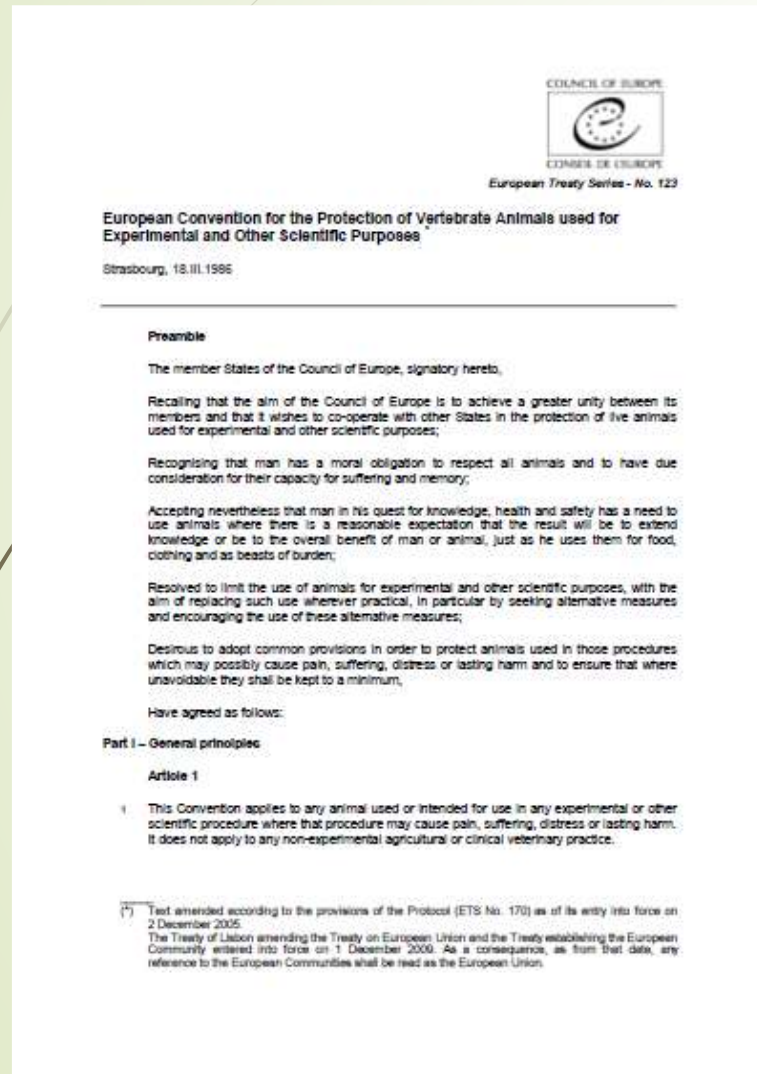 COUNCIL OF EUROPE
CONSEIL DE L'EUROPE
European Treaty Series - No. 123
European Convention for the Protection of Vertebrate Animals used for
Experimental and Other Scientific Purposes *
Strasbourg, 18.III.1986
Preamble
The member States of the Council of Europe, signatory hereto,
Recalling that the aim of the Council of Europe is to achieve a greater unity between its
members and that it wishes to co-operate with other States in the protection of live animals
used for experimental and other scientific purposes;
Recognising that man has a moral obligation to respect all animals and to have due
consideration for their capacity for suffering and memory;
Accepting nevertheless that man in his quest for knowledge, health and safety has a need to
use animals where there is a reasonable expectation that the result will be to extend
knowledge or be to the overall benefit of man or animal, just as he uses them for food,
clothing and as beasts of burden;
Resolved to limit the use of animals for experimental and other scientific purposes, with the
aim of replacing such use wherever practical, in particular by seeking alternative measures
and encouraging the use of these alternative measures;
Desirous to adopt common provisions in order to protect animals used in those procedures
which may possibly cause pain, suffering, distress or lasting harm and to ensure that where
unavoidable they shall be kept to a minimum,
Have agreed as follows:
Part I – General principles
Article 1
1 This Convention applies to any animal used or intended for use in any experimental or other
scientific procedure where that procedure may cause pain, suffering, distress or lasting harm.
It does not apply to any non-experimental agricultural or clinical veterinary practice.
(*) Text amended according to the provisions of the Protocol (ETS No. 170) as of its entry into force on
2 December 2005.
The Treaty of Lisbon amending the Treaty on European Union and the Treaty establishing the European
Community entered into force on 1 December 2009. As a consequence, as from that date, any
reference to the European Communities shall be read as the European Union.